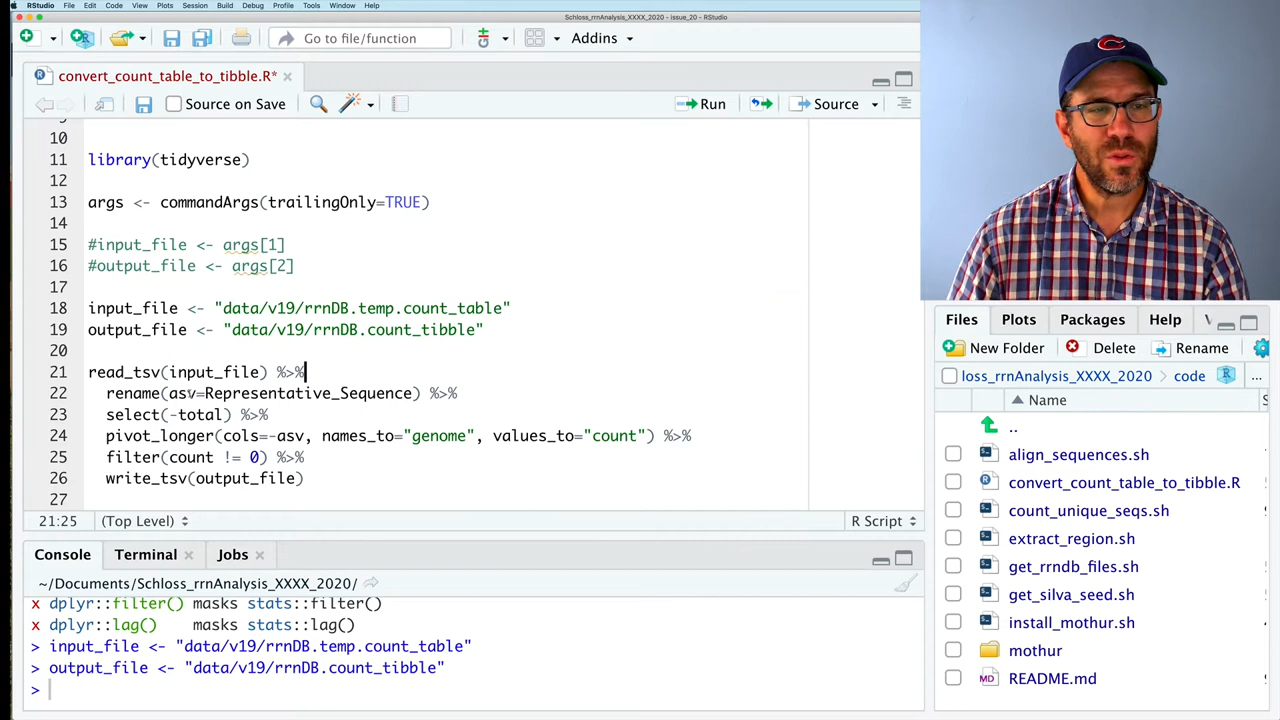 RStudio File Edit Code View Plots Session Build Debug Profile Tools Window Help
Schloss_rrnAnalysis_XXXX_2020 - issue_20 - RStudio
Go to file/function
Addins
convert_count_table_to_tibble.R*
Source on Save
Run
Source
10
11 library(tidyverse)
12
13 args <- commandArgs(trailingOnly=TRUE)
14
15 #input_file <- args[1]
16 #output_file <- args[2]
17
18 input_file <- "data/v19/rrnDB.temp.count_table"
19 output_file <- "data/v19/rrnDB.count_tibble"
20
21 read_tsv(input_file) %>%
22 rename(asv=Representative_Sequence) %>%
23 select(-total) %>%
24 pivot_longer(cols=-asv, names_to="genome", values_to="count") %>%
25 filter(count != 0) %>%
26 write_tsv(output_file)
27
21:25 (Top Level) R Script
Console Terminal Jobs
~/Documents/Schloss_rrnAnalysis_XXXX_2020/
x dplyr::filter() masks stats::filter()
x dplyr::lag() masks stats::lag()
> input_file <- "data/v19/rrnDB.temp.count_table"
> output_file <- "data/v19/rrnDB.count_tibble"
>
Files Plots Packages Help
New Folder Delete Rename
loss_rrnAnalysis_XXXX_2020 code ...
Name
..
align_sequences.sh
convert_count_table_to_tibble.R
count_unique_seqs.sh
extract_region.sh
get_rrndb_files.sh
get_silva_seed.sh
install_mothur.sh
mothur
README.md